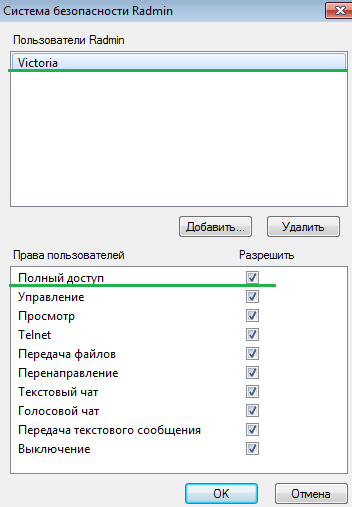 Система безопасности Radmin
Пользователи Radmin
Victoria
Добавить...
Удалить
Права пользователей Разрешить
Полный доступ
Управление
Просмотр
Telnet
Передача файлов
Перенаправление
Текстовый чат
Голосовой чат
Передача текстового сообщения
Выключение
OK
Отмена